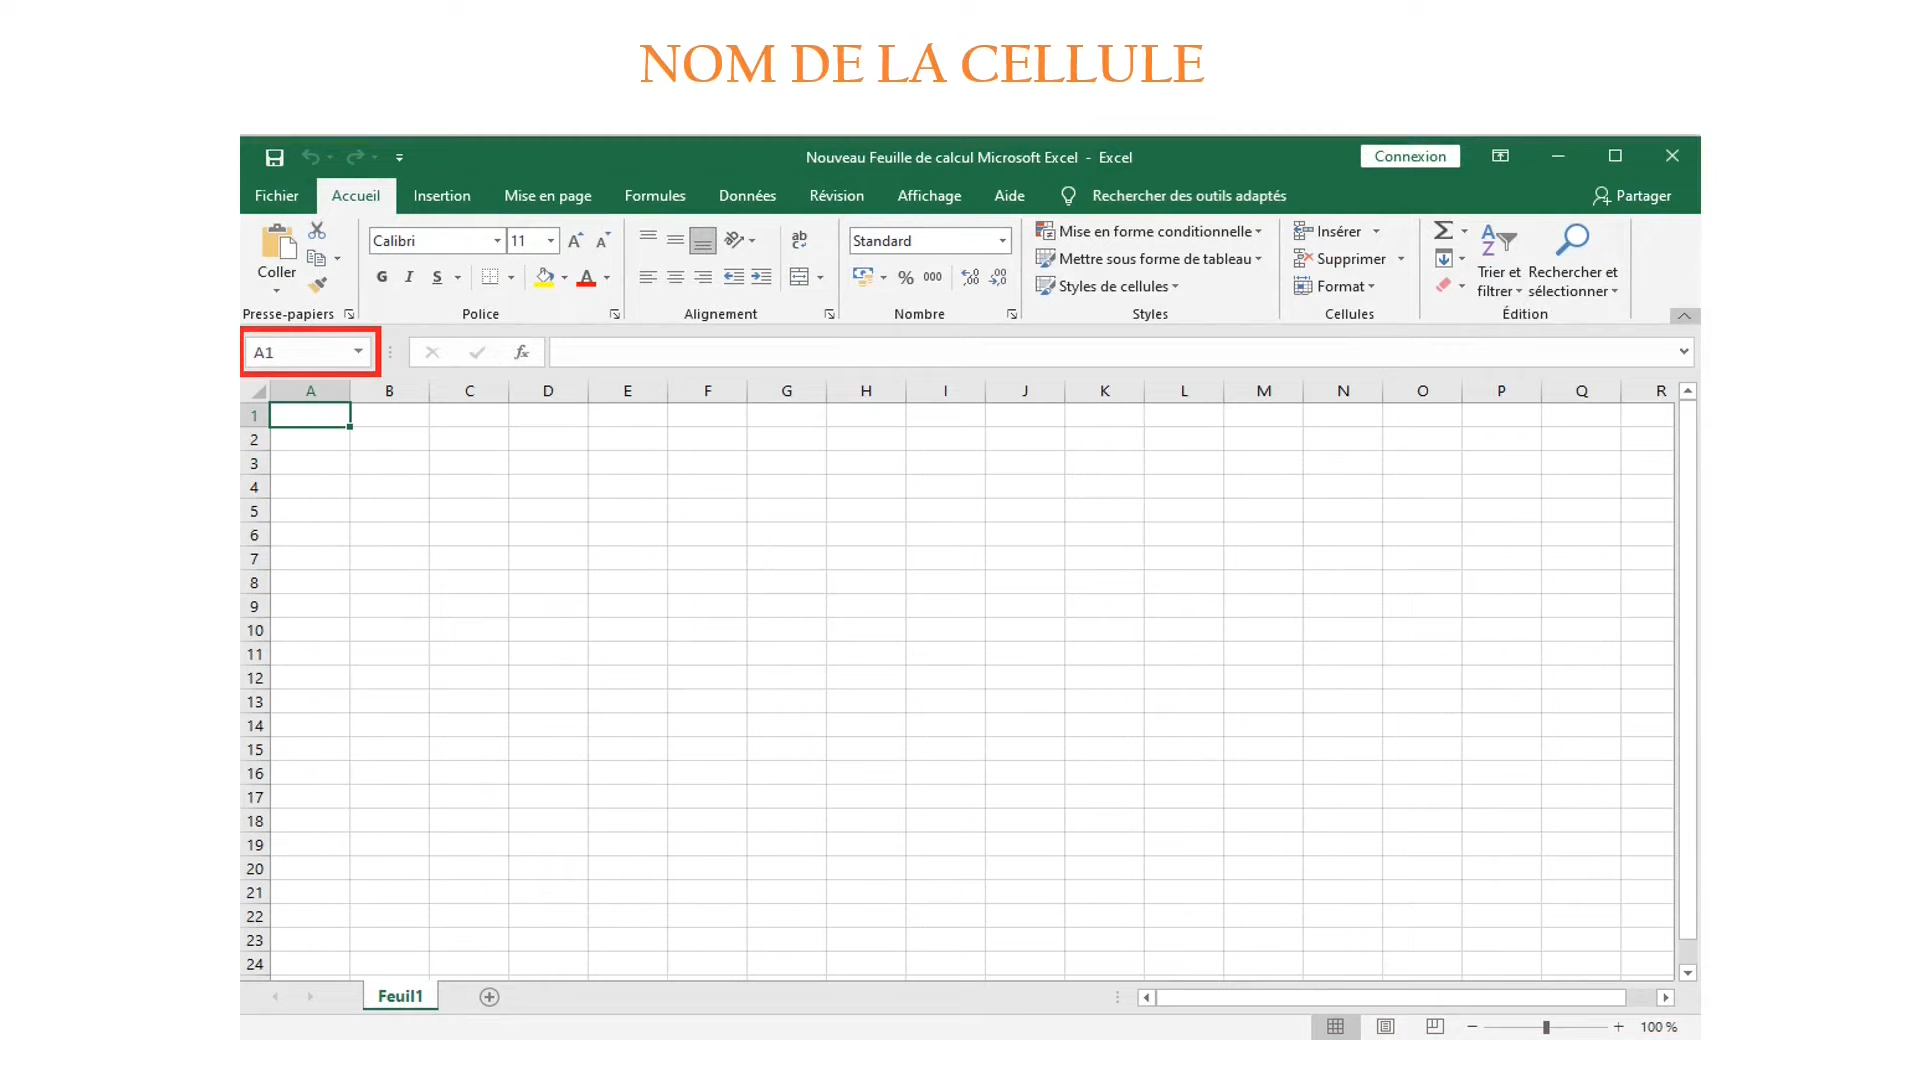 NOM DE LA CELLULE
Nouveau Feuille de calcul Microsoft Excel - Excel
Connexion
Fichier Accueil Insertion Mise en page Formules Données Révision Affichage Aide Rechercher des outils adaptés Partager
Coller
Calibri 11
G I S
A A
ab
c
Standard
% 000
Mise en forme conditionnelle
Mettre sous forme de tableau
Styles de cellules
Insérer
Supprimer
Format
Σ
A
Z
Trier et
filtrer
Rechercher et
sélectionner
Presse-papiers Police Alignement Nombre Styles Cellules Édition
A1 fx
A B C D E F G H I J K L M N O P Q R
1
2
3
4
5
6
7
8
9
10
11
12
13
14
15
16
17
18
19
20
21
22
23
24
Feuil1
100 %